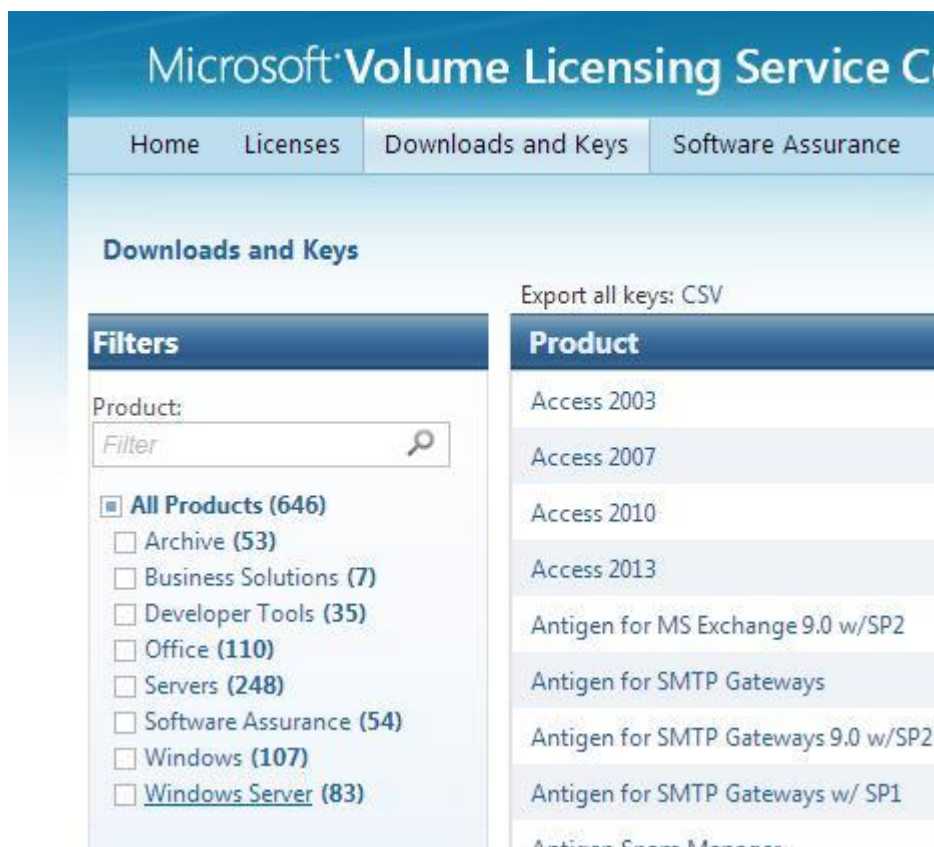 Microsoft Volume Licensing Service
Home Licenses Downloads and Keys Software Assurance
Downloads and Keys
Export all keys: CSV
Filters
Product:
Filter
All Products (646)
Archive (53)
Business Solutions (7)
Developer Tools (35)
Office (110)
Servers (248)
Software Assurance (54)
Windows (107)
Windows Server (83)
Product
Access 2003
Access 2007
Access 2010
Access 2013
Antigen for MS Exchange 9.0 w/SP2
Antigen for SMTP Gateways
Antigen for SMTP Gateways 9.0 w/SP2
Antigen for SMTP Gateways w/ SP1